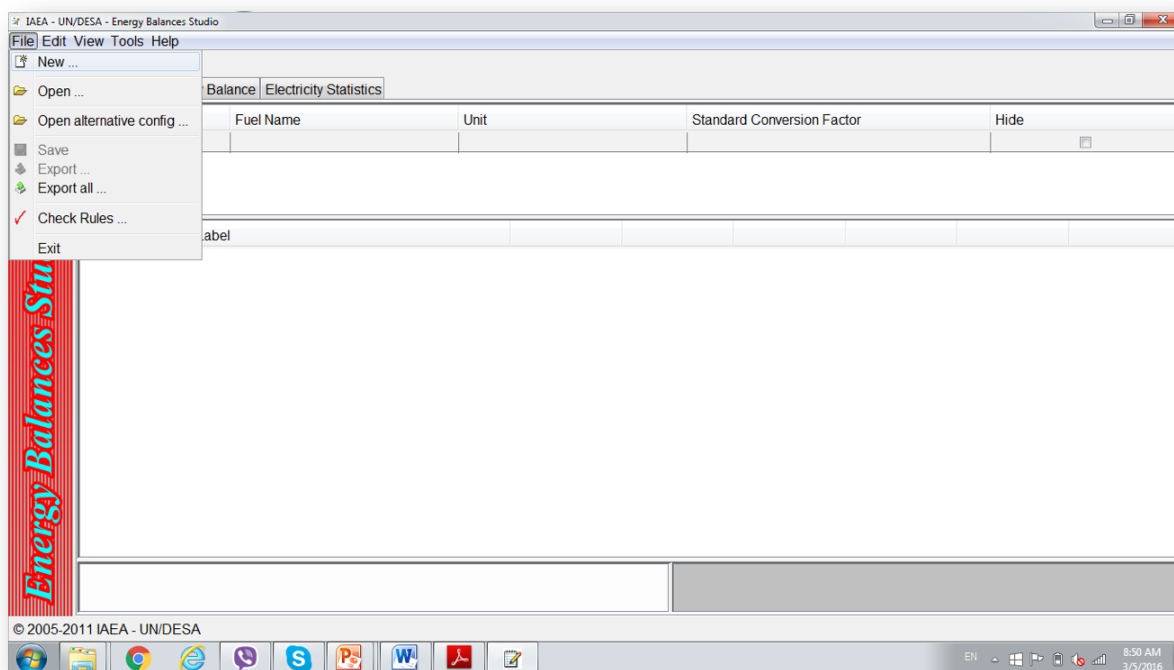 IAEA - UN/DESA - Energy Balances Studio
File Edit View Tools Help
New ...
Open ...
Balance Electricity Statistics
Open alternative config ...
Fuel Name Unit Standard Conversion Factor Hide
Save
Export ...
Export all ...
Check Rules ...
abel
Exit
Energy Balances Stu
© 2005-2011 IAEA - UN/DESA
EN
8:50 AM
3/5/2016